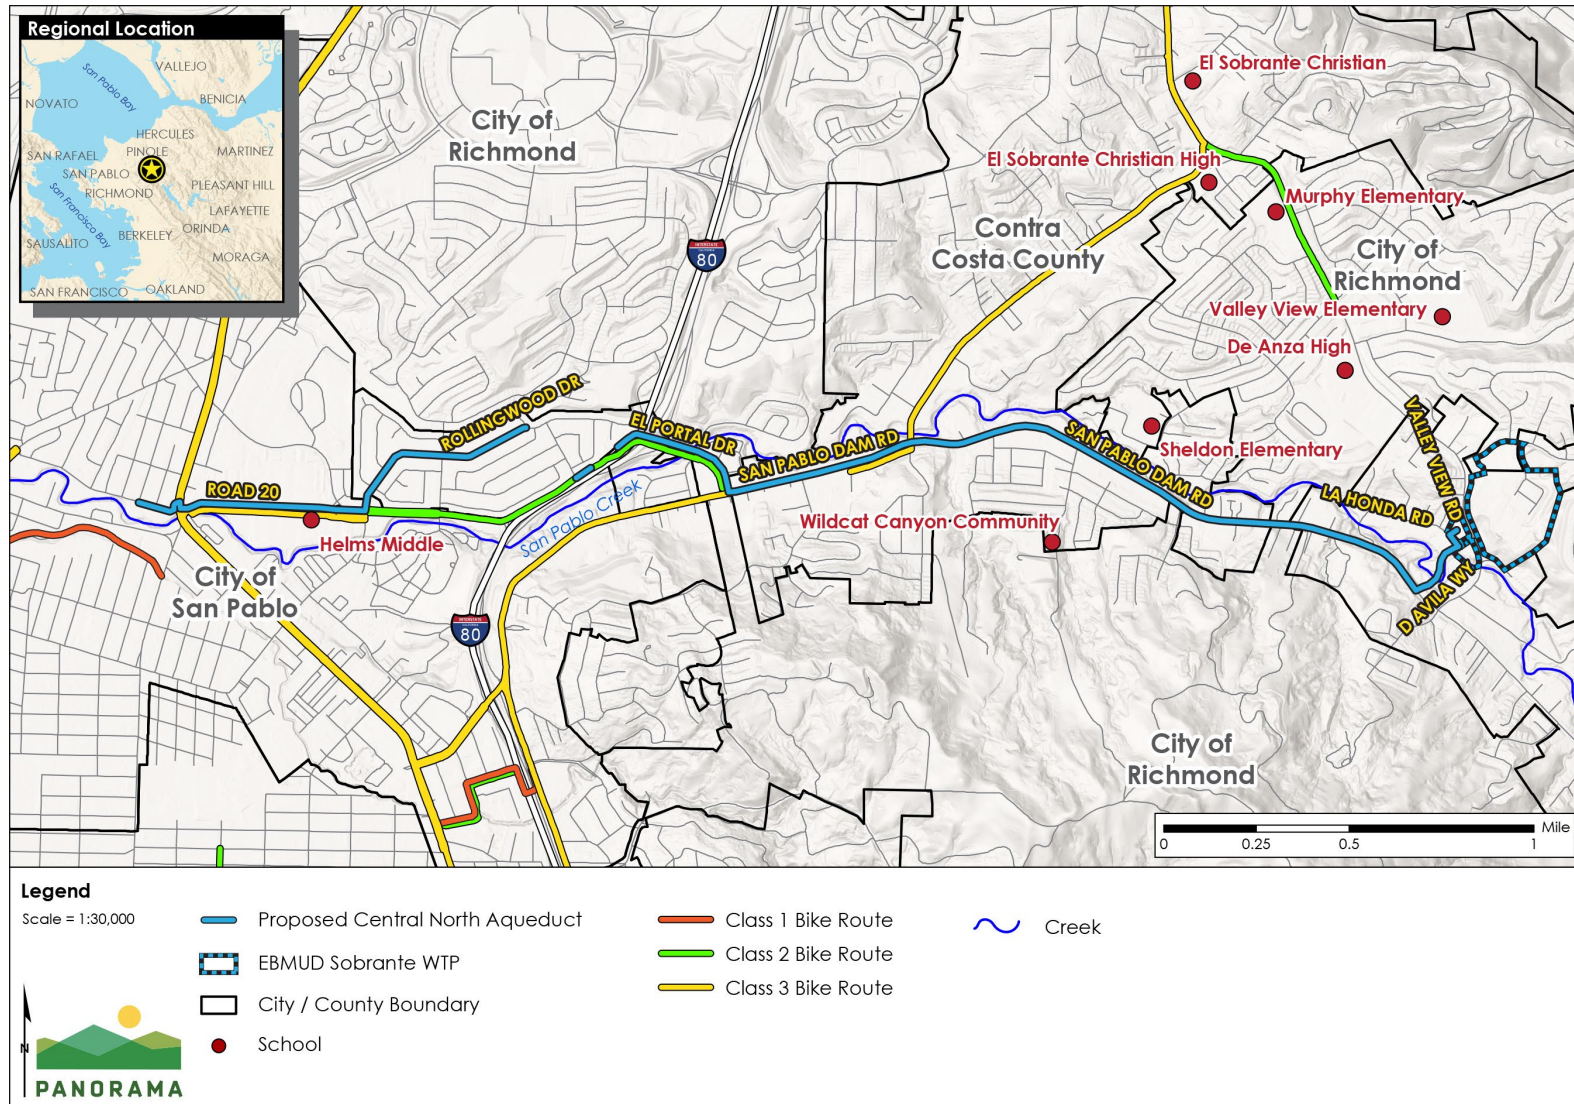 Regional Location
San Pablo Bay
VALLEJO
NOVATO
BENICIA
HERCULES
PINOLE
MARTINEZ
SAN RAFAEL
SAN PABLO
RICHMOND
PLEASANT HILL
San Francisco Bay
LAFAYETTE
ORINDA
BERKELEY
SAUSALITO
MORAGA
SAN FRANCISCO
OAKLAND
City of
Richmond
El Sobrante Christian
El Sobrante Christian High
Murphy Elementary
Contra
Costa County
City of
Richmond
INTERSTATE
CALIFORNIA
80
Valley View Elementary
De Anza High
ROLLINGWOOD DR
EL PORTAL DR
SAN PABLO DAM RD
SAN PABLO DAM RD
VALLEY VIEW RD
Sheldon Elementary
ROAD 20
LA HONDA RD
San Pablo Creek
Wildcat Canyon Community
Helms Middle
D AVILA WY
City of
San Pablo
INTERSTATE
CALIFORNIA
80
City of
Richmond
Mile
0 0.25 0.5 1
Legend
Scale = 1:30,000
Proposed Central North Aqueduct
EBMUD Sobrante WTP
City / County Boundary
School
Class 1 Bike Route
Class 2 Bike Route
Class 3 Bike Route
Creek
N
PANORAMA